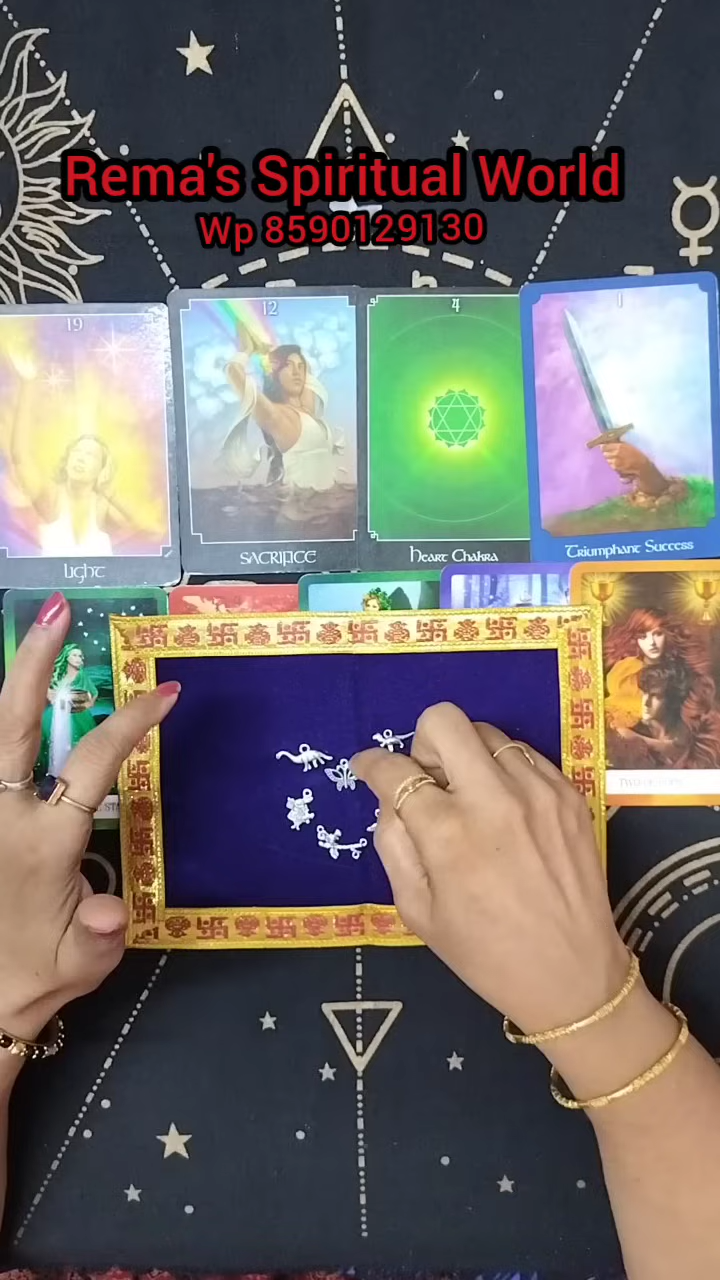 Rema's Spiritual World
Wp 8590129130
19
12
4
1
LIGHT
SACRIFICE
Heart Chakra
Triumphant Success